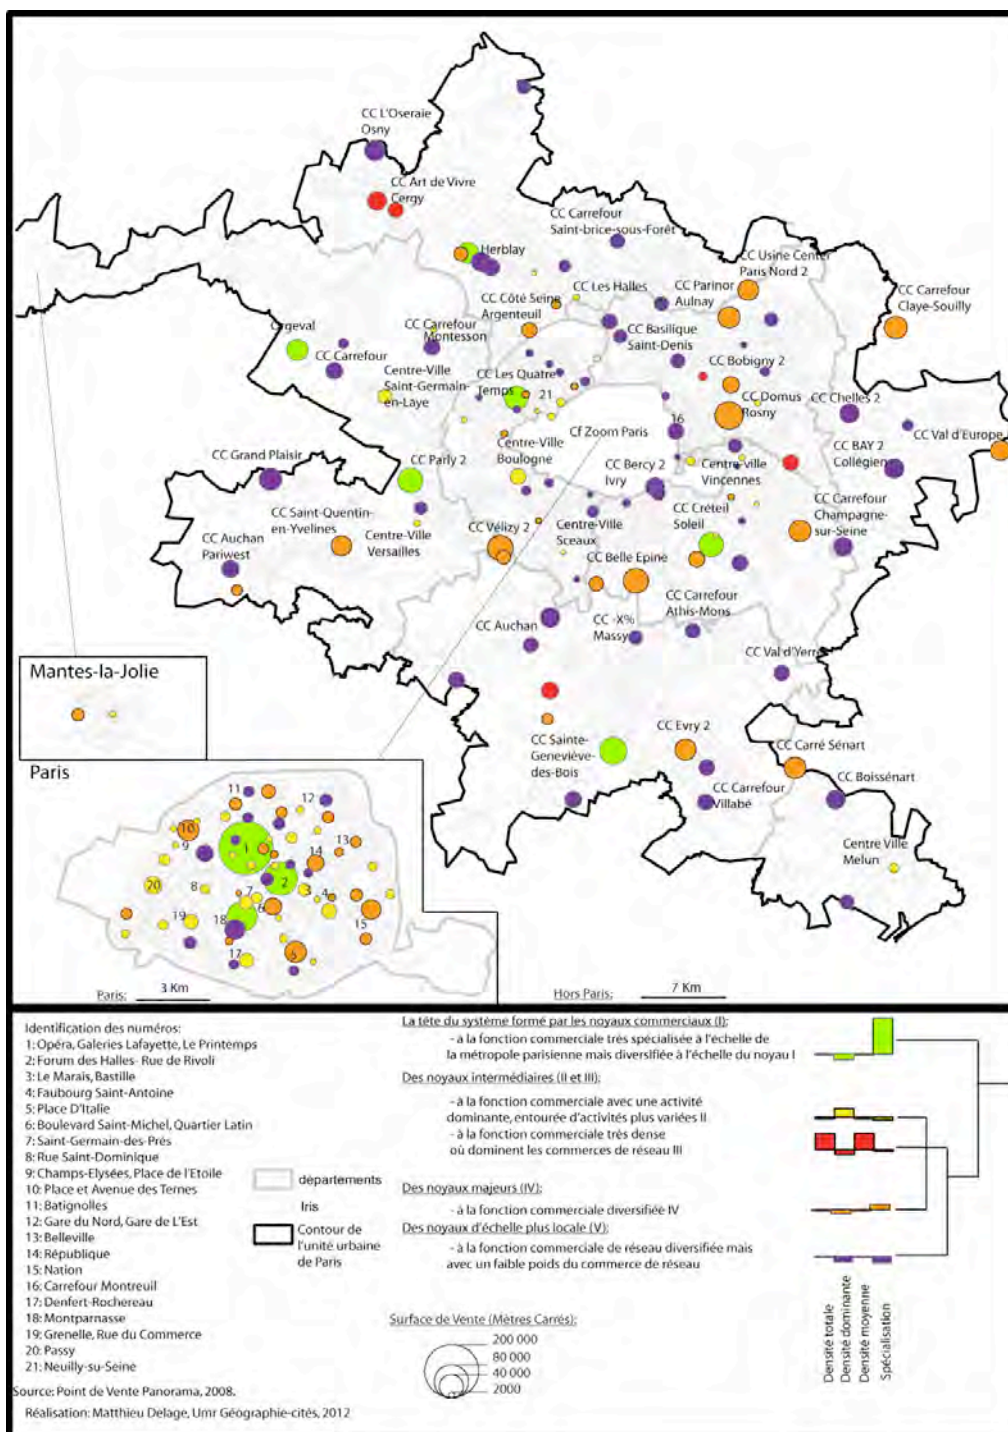 CC L'Oseraie
Osny
CC Art de Vivre
Cergy
CC Carrefour
Saint-brice-sous-Forêt
Herblay
CC Usine Center
Paris Nord 2
CC Les Halles
CC Parinor
Aulnay
CC Carrefour
Claye-Souilly
CC Côté Seine
Argenteuil
Orgeval
CC Carrefour
Montesson
CC Basilique
Saint-Denis
CC Carrefour
Centre-Ville
Saint-Germain-
en-Laye
CC Les Quatre
Temps
21
CC Bobigny 2
CC Domus
Rosny
CC Chelles 2
16
Cf Zoom Paris
CC Val d'Europe
Centre-Ville
Boulogne
CC Grand Plaisir
CC Parly 2
CC Bercy 2
Ivry
Centre-ville
Vincennes
CC BAY 2
Collégien
CC Saint-Quentin-
en-Yvelines
CC Auchan
Pariwest
Centre-Ville
Versailles
CC Vélizy 2
Centre-Ville
Sceaux
CC Créteil
Soleil
CC Carrefour
Champagne-
sur-Seine
CC Belle Epine
CC Carrefour
Athis-Mons
CC Auchan
CC -X%
Massy
CC Val d'Yerres
Mantes-la-Jolie
CC Sainte-
Geneviève-
des-Bois
CC Evry 2
CC Carré Sénart
CC Boissénart
CC Carrefour
Villabé
Centre Ville
Melun
Paris
11
12
10
9
13
1
14
20
8
2
7
3
4
6
19
18
15
17
5
Paris:
3 Km
Hors Paris:
7 Km
Identification des numéros:
1: Opéra, Galeries Lafayette, Le Printemps
2: Forum des Halles- Rue de Rivoli
3: Le Marais, Bastille
4: Faubourg Saint-Antoine
5: Place D'Italie
6: Boulevard Saint-Michel, Quartier Latin
7: Saint-Germain-des-Prés
8: Rue Saint-Dominique
9: Champs-Elysées, Place de l'Etoile
10: Place et Avenue des Ternes
11: Batignolles
12: Gare du Nord, Gare de L'Est
13: Belleville
14: République
15: Nation
16: Carrefour Montreuil
17: Denfert-Rochereau
18: Montparnasse
19: Grenelle, Rue du Commerce
20: Passy
21: Neuilly-su-Seine
Source: Point de Vente Panorama, 2008.
Réalisation: Matthieu Delage, Umr Géographie-cités, 2012
départements
Iris
Contour de
l'unité urbaine
de Paris
La tête du système formé par les noyaux commerciaux (I):
- à la fonction commerciale très spécialisée à l'échelle de
la métropole parisienne mais diversifiée à l'échelle du noyau I
Des noyaux intermédiaires (II et III):
- à la fonction commerciale avec une activité
dominante, entourée d'activités plus variées II
- à la fonction commerciale très dense
où dominent les commerces de réseau III
Des noyaux majeurs (IV):
- à la fonction commerciale diversifiée IV
Des noyaux d'échelle plus locale (V):
- à la fonction commerciale de réseau diversifiée mais
avec un faible poids du commerce de réseau
Surface de Vente (Mètres Carrés):
200 000
80 000
40 000
2000
Densité totale
Densité dominante
Densité moyenne
Spécialisation